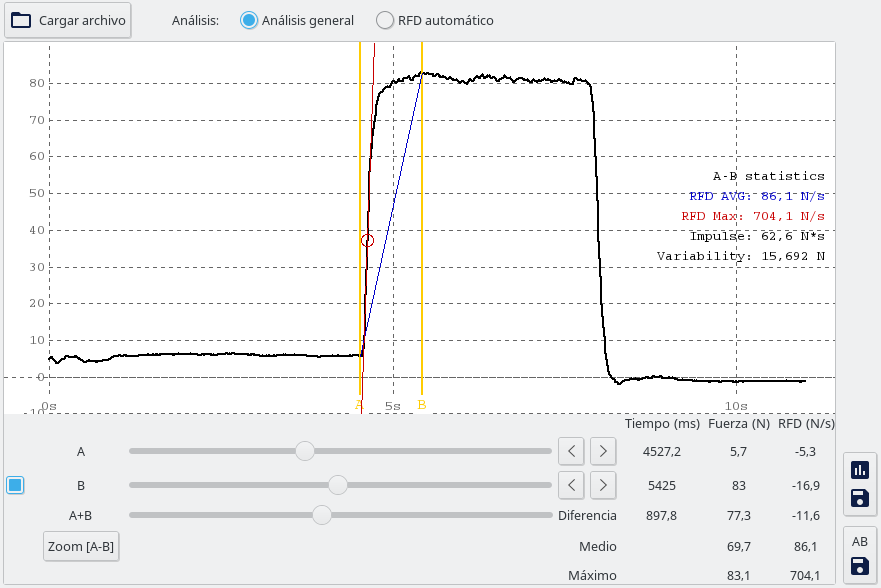 Cargar archivo Análisis: Análisis general RFD automático
80
70
60
A-B statistics
50 RFD AVG: 86,1 N/s
RFD Max: 704,1 N/s
40 Impulse: 62,6 N*s
30 Variability: 15,692 N
20
10
0
-10 0s A 5s B 10s
Tiempo (ms) Fuerza (N) RFD (N/s)
A < > 4527,2 5,7 -5,3
B < > 5425 83 -16,9
A+B Diferencia 897,8 77,3 -11,6
AB
Zoom [A-B] Medio 69,7 86,1
Máximo 83,1 704,1